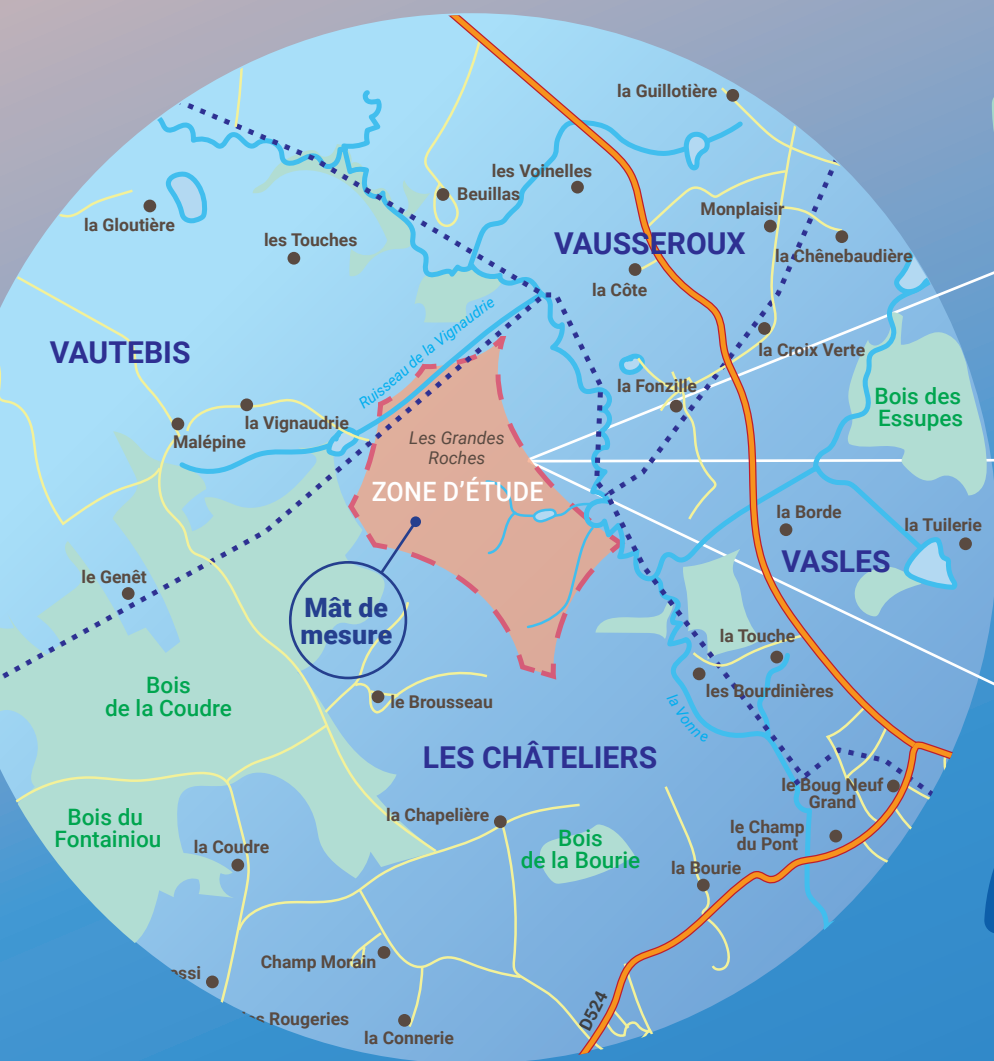 la Guillotière
les Voinelles
Beuillas
Monplaisir
la Gloutière
les Touches
VAUSSEROUX
la Chênebaudière
la Côte
Ruisseau de la Vignaudrie
VAUTEBIS
la Croix Verte
la Fonzille
Bois des
Essupes
la Vignaudrie
Malépine
Les Grandes
Roches
ZONE D'ÉTUDE
la Borde
la Tuilerie
VASLES
le Genêt
Mât de
mesure
la Touche
les Bourdinières
Bois
de la Coudre
le Brousseau
la Vonne
LES CHÂTELIERS
le Boug Neuf
Grand
Bois du
Fontainiou
la Chapelière
le Champ
du Pont
la Coudre
Bois
de la Bourie
la Bourie
Champ Morain
ossi
es Rougeries
la Connerie
D524